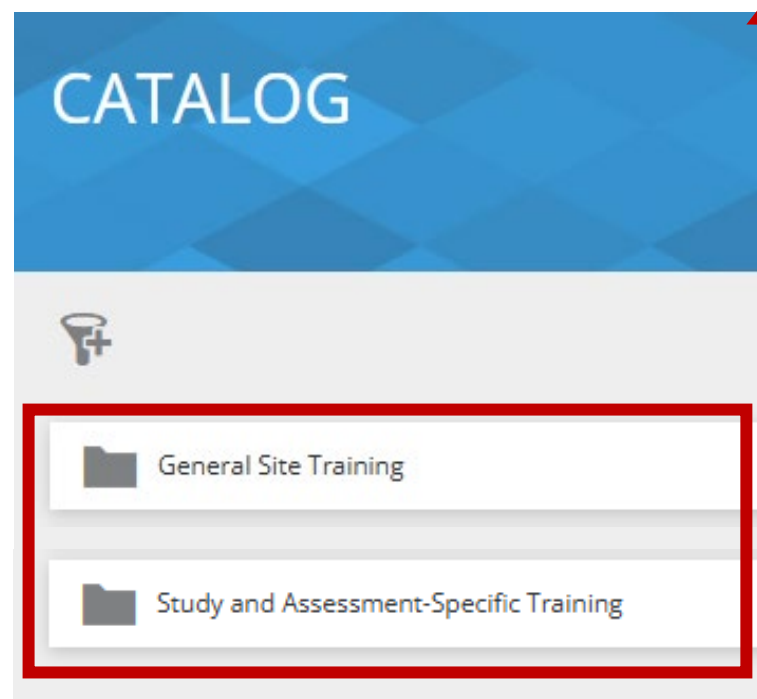 CATALOG
General Site Training
Study and Assessment-Specific Training